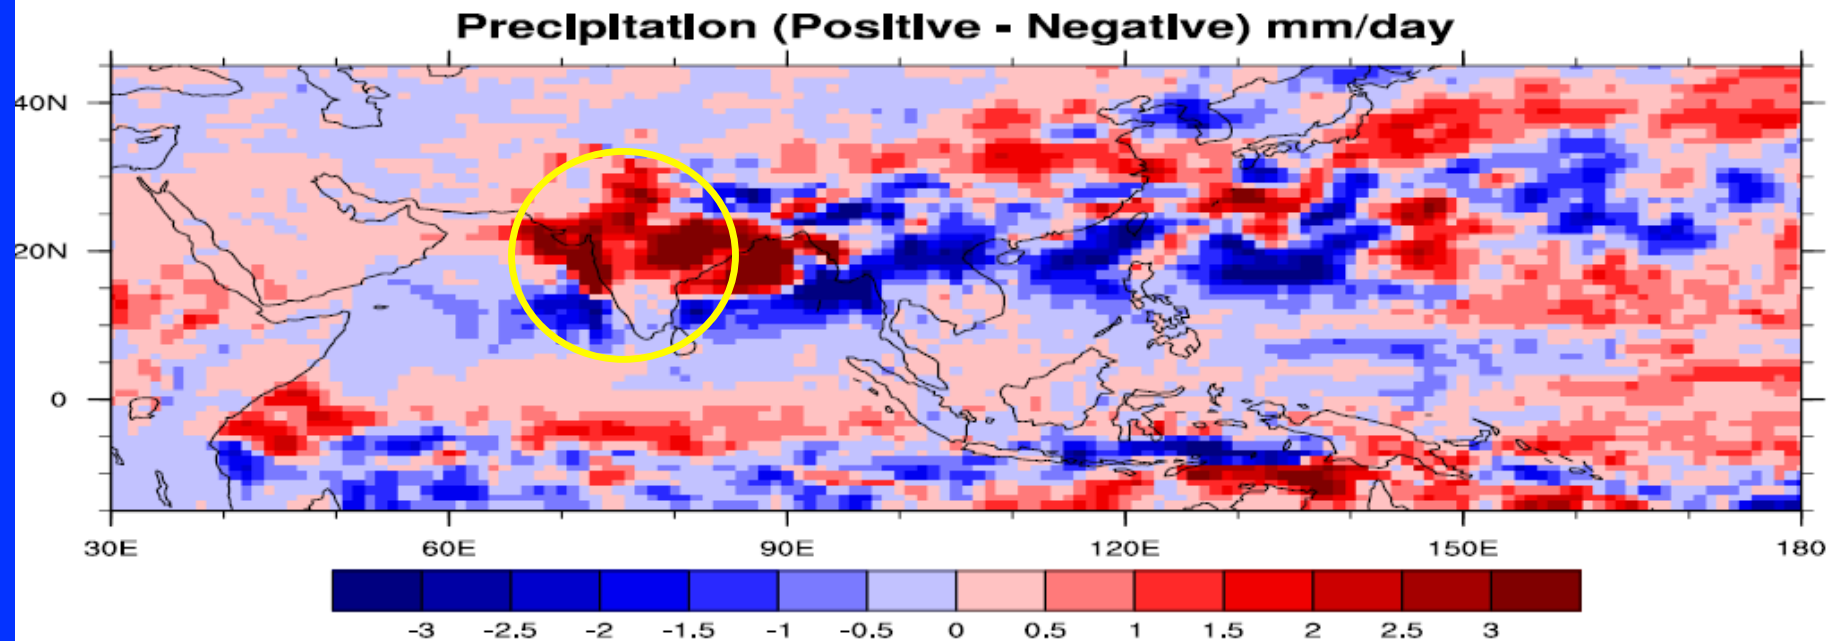 Precipitation (Positive - Negative) mm/day
40N
20N
0
30E 60E 90E 120E 150E 180
-3 -2.5 -2 -1.5 -1 -0.5 0 0.5 1 1.5 2 2.5 3